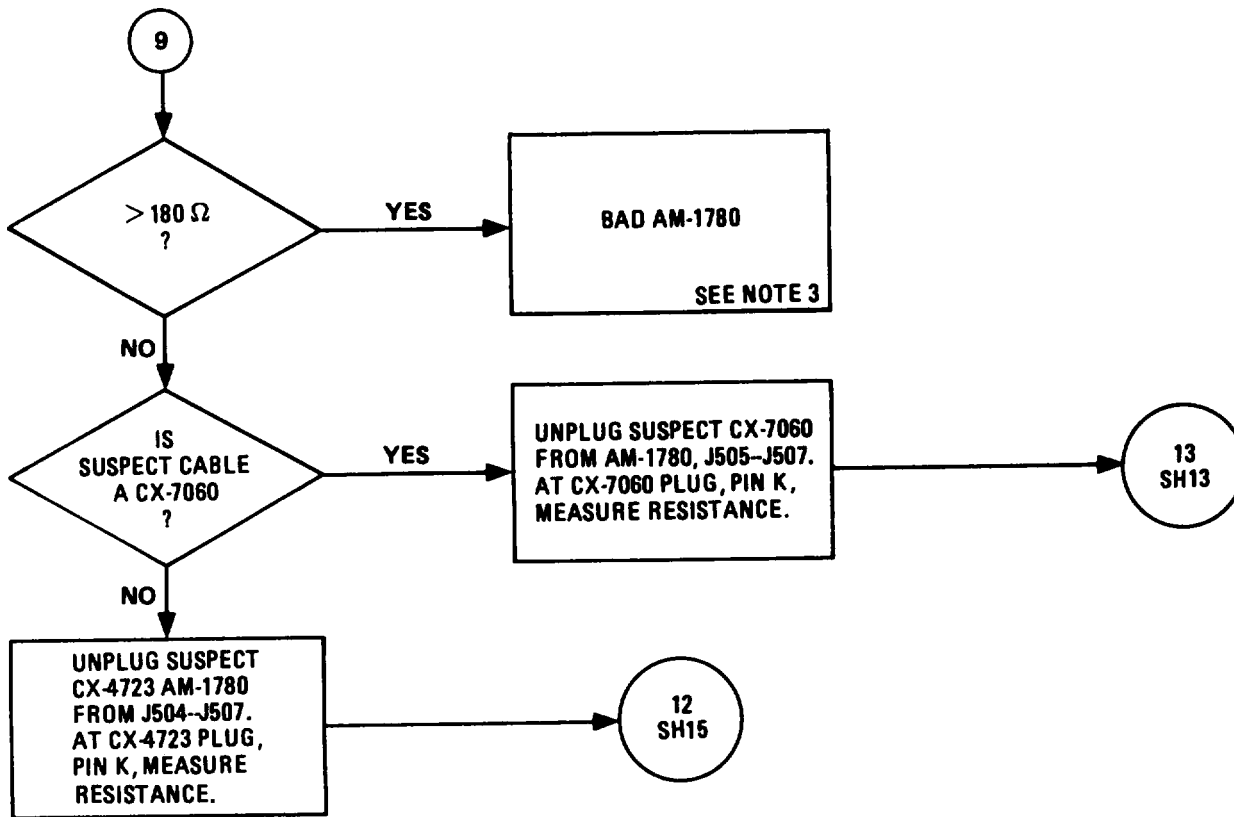 9
> 180 Ω
?
YES
BAD AM-1780
SEE NOTE 3
NO
IS
SUSPECT CABLE
A CX-7060
?
YES
UNPLUG SUSPECT CX-7060
FROM AM-1780, J505–J507.
AT CX-7060 PLUG, PIN K,
MEASURE RESISTANCE.
13
SH13
NO
UNPLUG SUSPECT
CX-4723 AM-1780
FROM J504–J507.
AT CX-4723 PLUG,
PIN K, MEASURE
RESISTANCE.
12
SH15